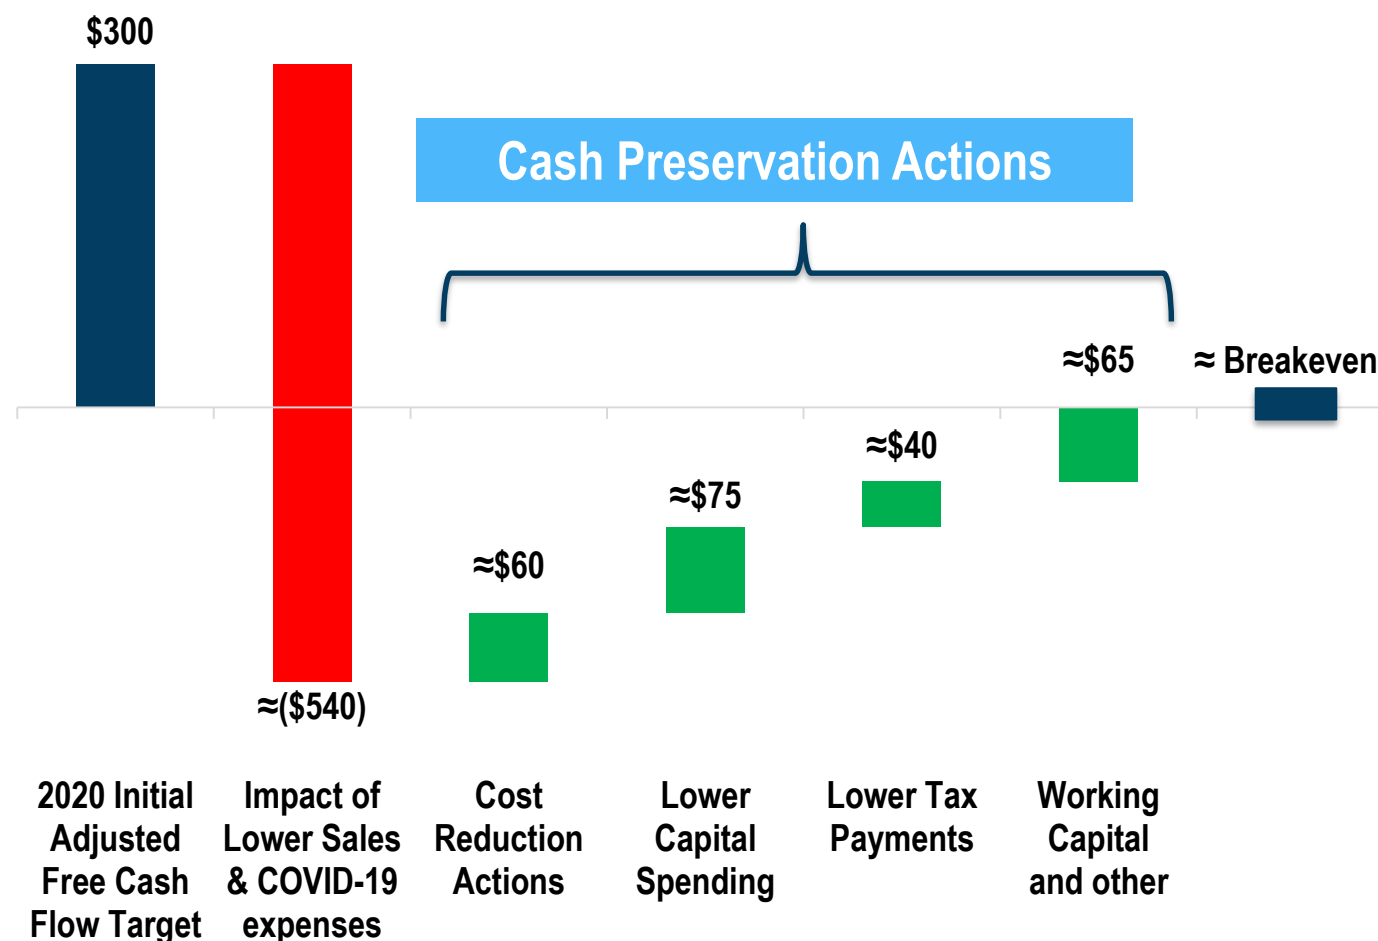 $300
Cash Preservation Actions
≈$65
≈ Breakeven
≈$40
≈$75
≈$60
≈($540)
2020 Initial
Adjusted
Free Cash
Flow Target
Impact of
Lower Sales
& COVID-19
expenses
Cost
Reduction
Actions
Lower
Capital
Spending
Lower Tax
Payments
Working
Capital
and other